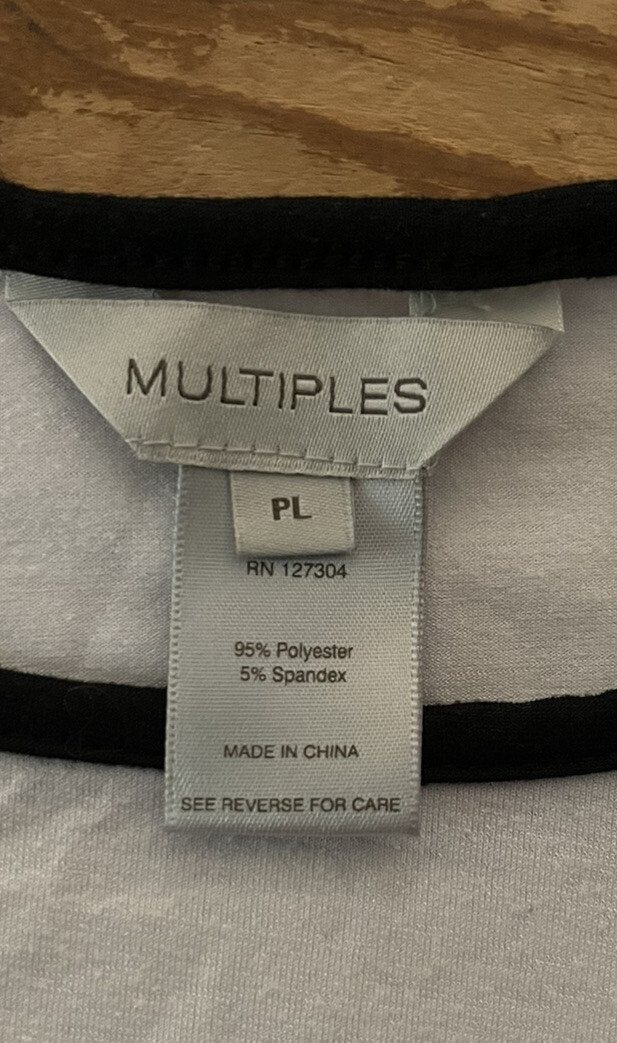 MULTIPLES
PL
RN 127304
95% Polyester
5% Spandex
MADE IN CHINA
SEE REVERSE FOR CARE